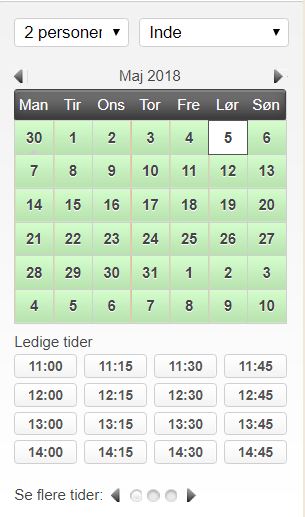 2 personer Inde
Maj 2018
Man Tir Ons Tor Fre Lør Søn
30 1 2 3 4 5 6
7 8 9 10 11 12 13
14 15 16 17 18 19 20
21 22 23 24 25 26 27
28 29 30 31 1 2 3
4 5 6 7 8 9 10
Ledige tider
11:00 11:15 11:30 11:45
12:00 12:15 12:30 12:45
13:00 13:15 13:30 13:45
14:00 14:15 14:30 14:45
Se flere tider: